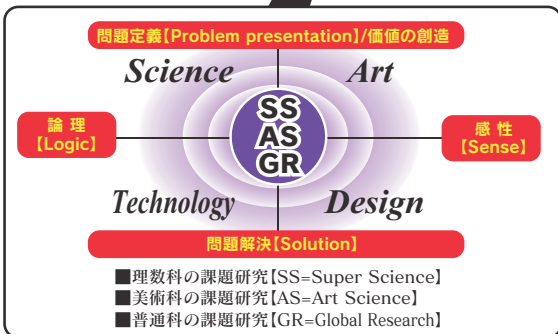 問題定義【Problem presentation】/価値の創造
Science
Art
論 理
【Logic】
SS
AS
GR
感 性
【Sense】
Technology
Design
問題解決【Solution】
■理数科の課題研究【SS=Super Science】
■美術科の課題研究【AS=Art Science】
■普通科の課題研究【GR=Global Research】